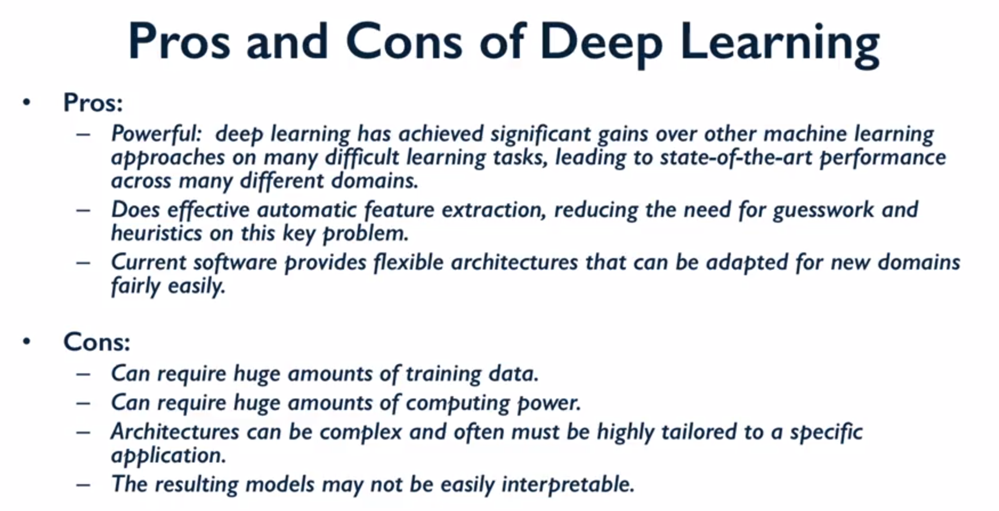 Pros and Cons of Deep Learning
• Pros:
– Powerful:  deep learning has achieved significant gains over other machine learning
approaches on many difficult learning tasks, leading to state-of-the-art performance
across many different domains.
– Does effective automatic feature extraction, reducing the need for guesswork and
heuristics on this key problem.
– Current software provides flexible architectures that can be adapted for new domains
fairly easily.
• Cons:
– Can require huge amounts of training data.
– Can require huge amounts of computing power.
– Architectures can be complex and often must be highly tailored to a specific
application.
– The resulting models may not be easily interpretable.